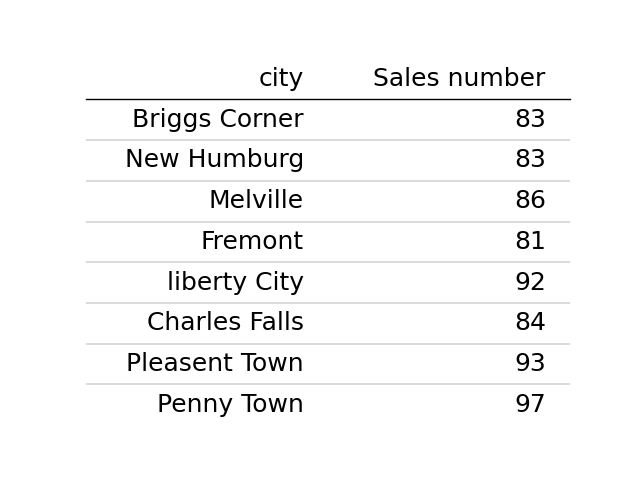 city Sales number
Briggs Corner 83
New Humburg 83
Melville 86
Fremont 81
liberty City 92
Charles Falls 84
Pleasent Town 93
Penny Town 97